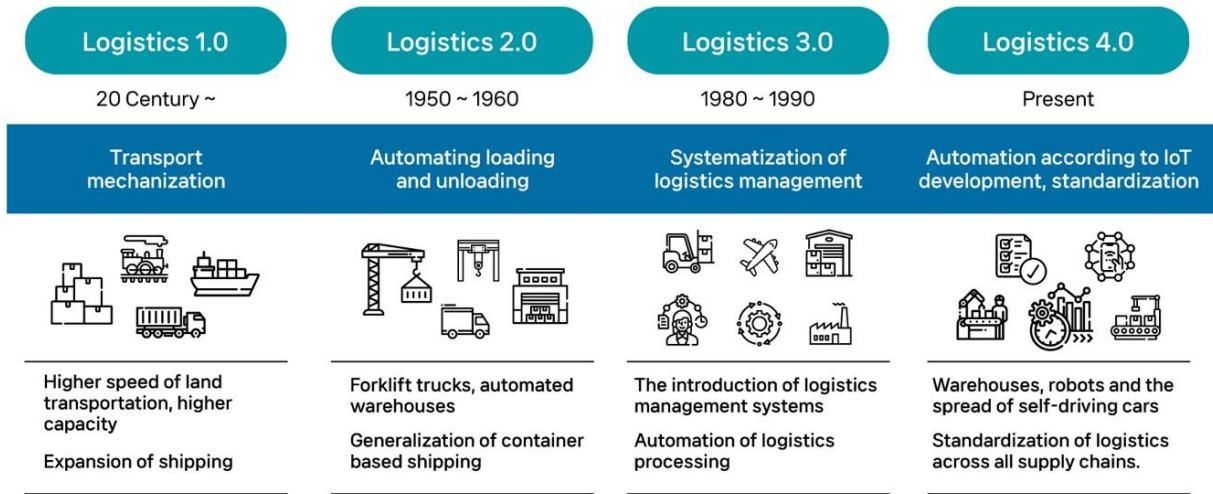 Logistics 1.0
20 Century ~
Transport
mechanization
Higher speed of land
transportation, higher
capacity
Expansion of shipping
Logistics 2.0
1950 ~ 1960
Automating loading
and unloading
Forklift trucks, automated
warehouses
Generalization of container
based shipping
Logistics 3.0
1980 ~ 1990
Systematization of
logistics management
The introduction of logistics
management systems
Automation of logistics
processing
Logistics 4.0
Present
Automation according to IoT
development, standardization
Warehouses, robots and the
spread of self-driving cars
Standardization of logistics
across all supply chains.